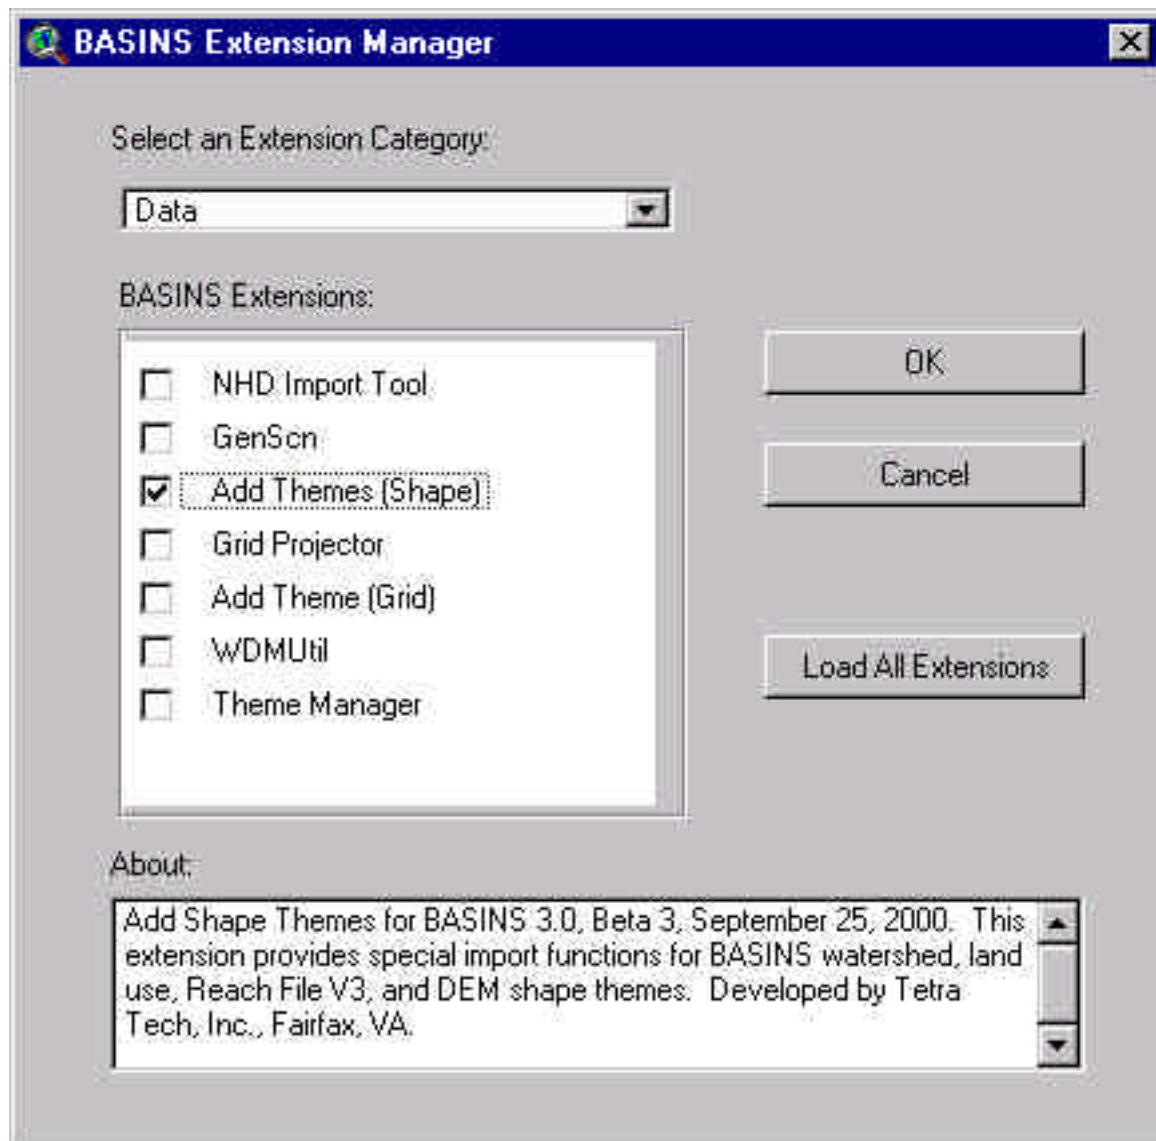 BASINS Extension Manager
Select an Extension Category:
Data
BASINS Extensions:
NHD Import Tool
GenScn
Add Themes (Shape)
Grid Projector
Add Theme (Grid)
WDMUtil
Theme Manager
OK
Cancel
Load All Extensions
About:
Add Shape Themes for BASINS 3.0, Beta 3, September 25, 2000.  This
extension provides special import functions for BASINS watershed, land
use, Reach File V3, and DEM shape themes.  Developed by Tetra
Tech, Inc., Fairfax, VA.